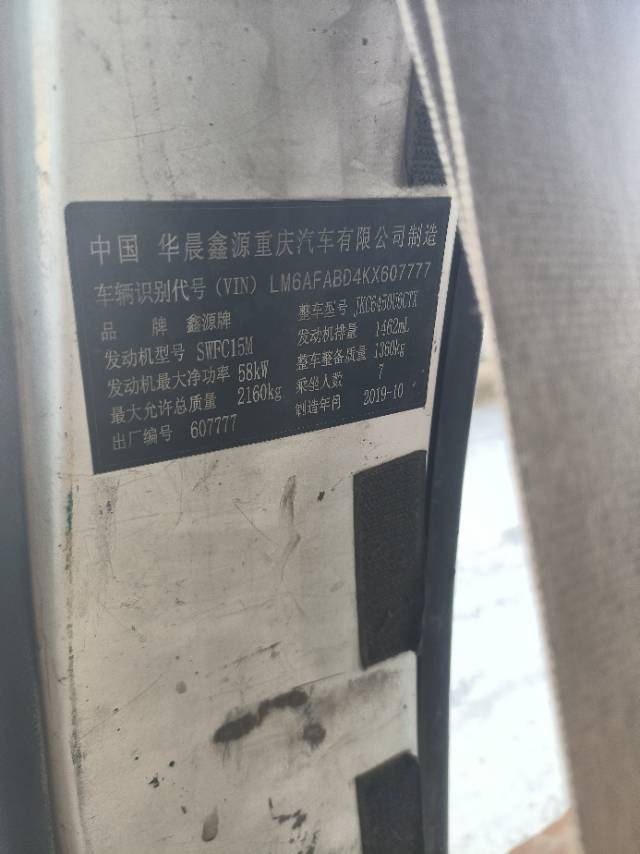 中国 华晨鑫源重庆汽车有限公司制造
车辆识别代号 (VIN) LM6AFABD4KX607777
品 牌 鑫源牌 整车型号 JKC6450S6CYX
发动机型号 SWFC15M 发动机排量 1462mL
发动机最大净功率 58kW 整车整备质量 1360kg
最大允许总质量 2160kg 乘坐人数 7
出厂编号 607777 制造年月 2019-10